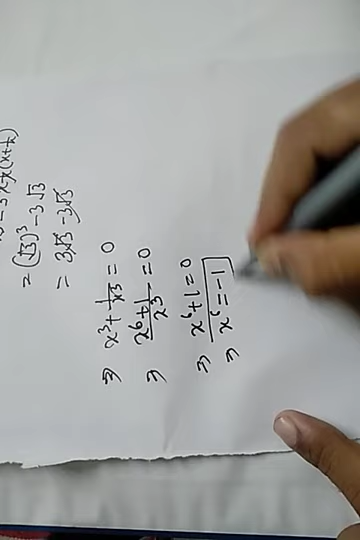 - 3x·x(x+x)
= (√3)³ - 3√3
= 3√3 - 3√3
⇒ x³ + 1/x³ = 0
⇒ x⁶+1/x³ = 0
⇒ x⁶+1 = 0
⇒ x⁶ = -1